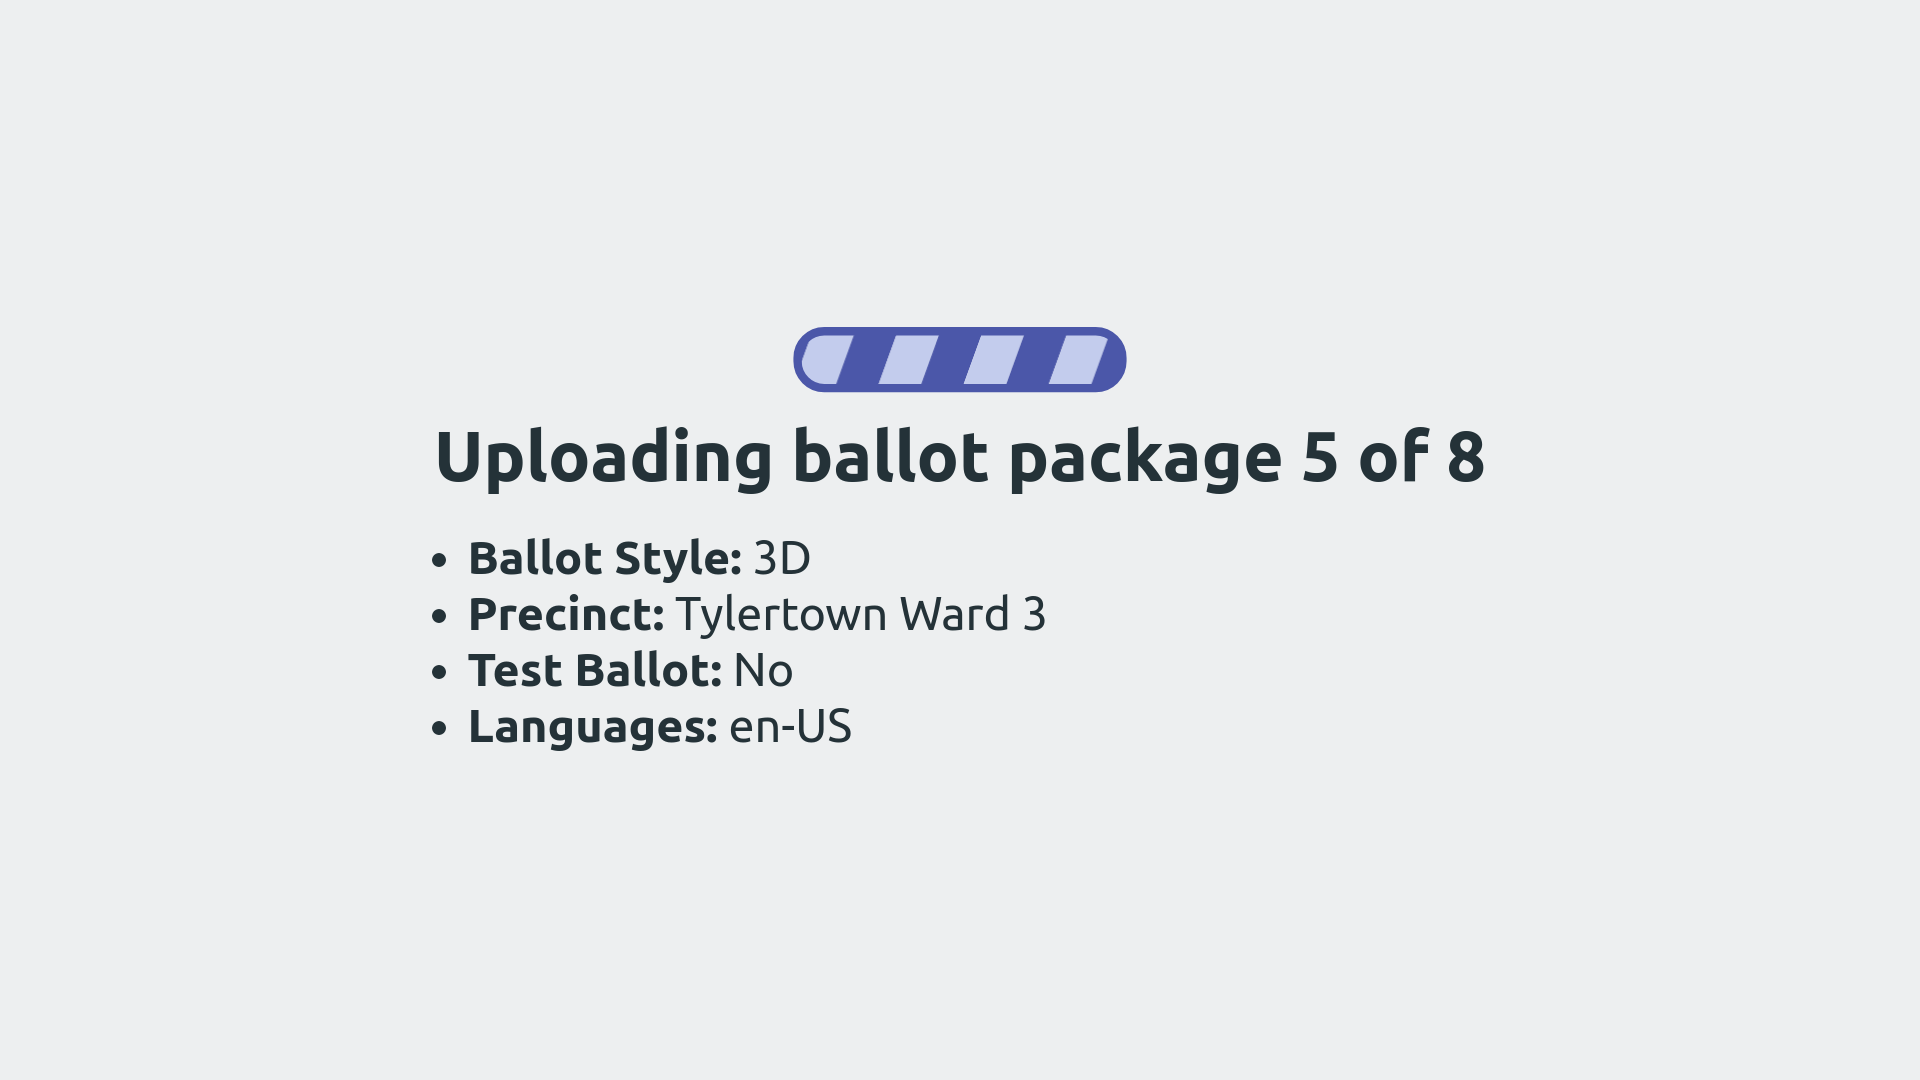 Uploading ballot package 5 of 8
• Ballot Style: 3D
• Precinct: Tylertown Ward 3
• Test Ballot: No
• Languages: en-US